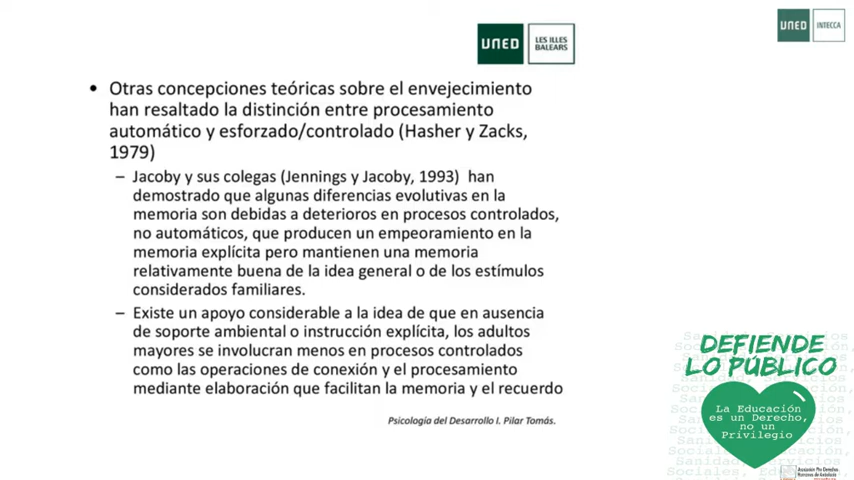 UNED
LES ILLES
BALEARS
UNED
INTECCA
• Otras concepciones teóricas sobre el envejecimiento
han resaltado la distinción entre procesamiento
automático y esforzado/controlado (Hasher y Zacks,
1979)
– Jacoby y sus colegas (Jennings y Jacoby, 1993) han
demostrado que algunas diferencias evolutivas en la
memoria son debidas a deterioros en procesos controlados,
no automáticos, que producen un empeoramiento en la
memoria explícita pero mantienen una memoria
relativamente buena de la idea general o de los estímulos
considerados familiares.
– Existe un apoyo considerable a la idea de que en ausencia
de soporte ambiental o instrucción explícita, los adultos
mayores se involucran menos en procesos controlados
como las operaciones de conexión y el procesamiento
mediante elaboración que facilitan la memoria y el recuerdo
Psicología del Desarrollo I. Pilar Tomás.
DEFIENDE
LO PÚBLICO
La Educación
es un Derecho,
no un
Privilegio